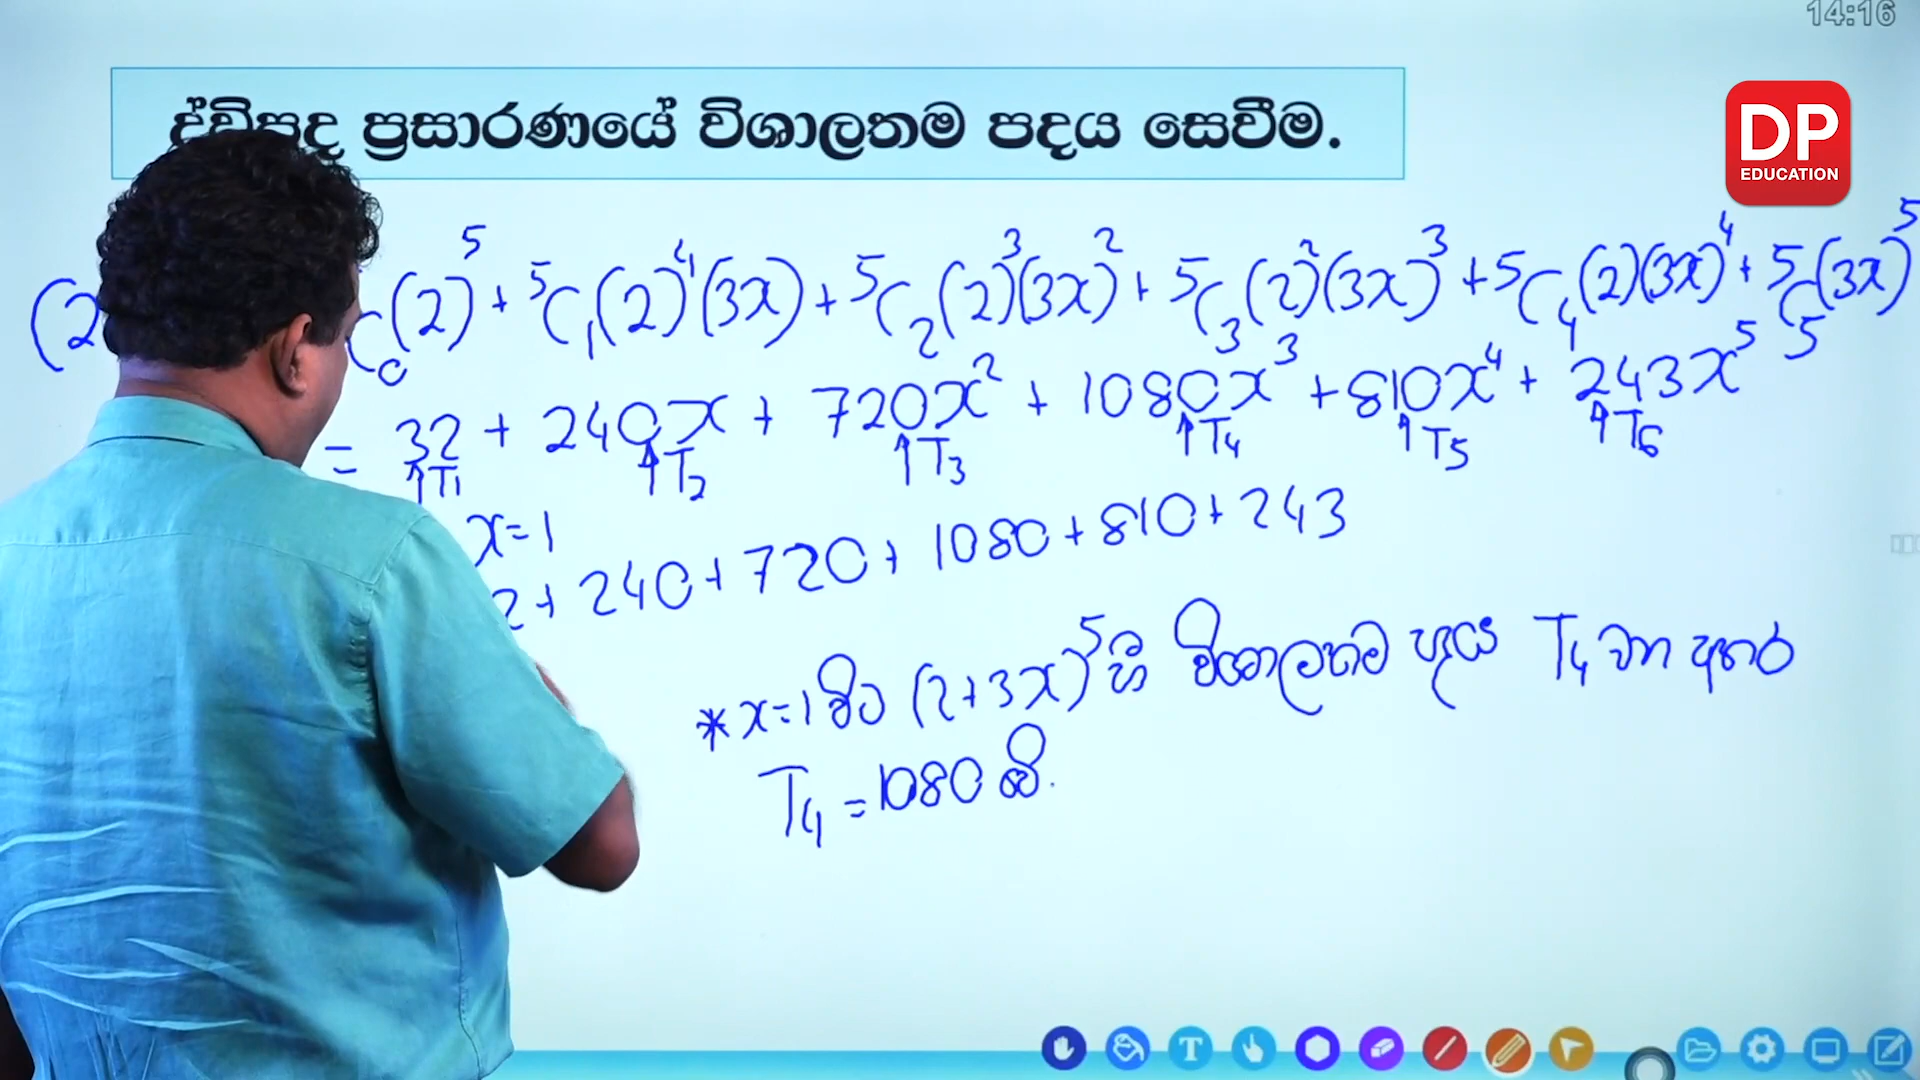 14:16
ද්විපද ප්‍රසාරණයේ විශාලතම පදය සෙවීම.
DP
EDUCATION
(2 C₀(2)⁵ + ⁵C₁(2)⁴(3x) + ⁵C₂(2)³(3x)² + ⁵C₃(2)²(3x)³ + ⁵C₄(2)(3x)⁴ + ⁵C₅(3x)⁵
= 32 + 240x + 720x² + 1080x³ + 810x⁴ + 243x⁵
↑T₁ ↑T₂ ↑T₃ ↑T₄ ↑T₅ ↑T₆
x=1
2 + 240 + 720 + 1080 + 810 + 243
* x=1 විට (2+3x)⁵ හි විශාලතම පදය T₄ වන අතර
T₄ = 1080 වේ.
T